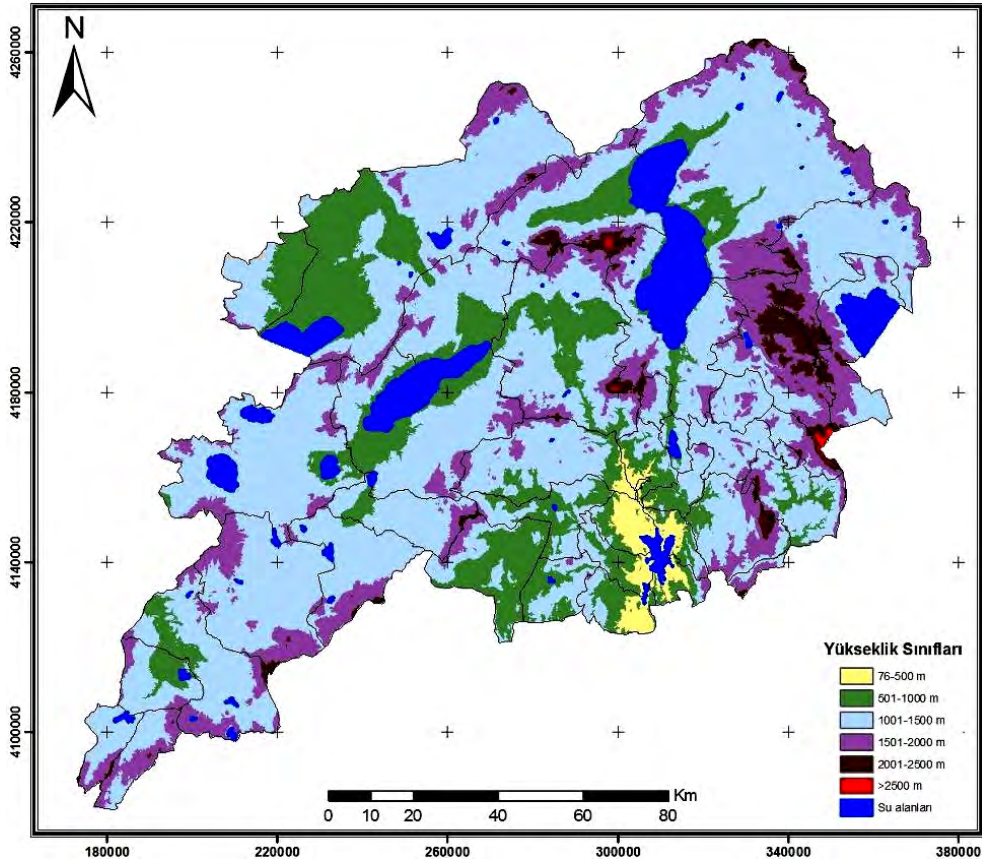 N
4260000
4220000
4180000
4140000
4100000
Yükseklik Sınıfları
76-500 m
501-1000 m
1001-1500 m
1501-2000 m
2001-2500 m
>2500 m
Su alanları
Km
0 10 20 40 60 80
180000 220000 260000 300000 340000 380000